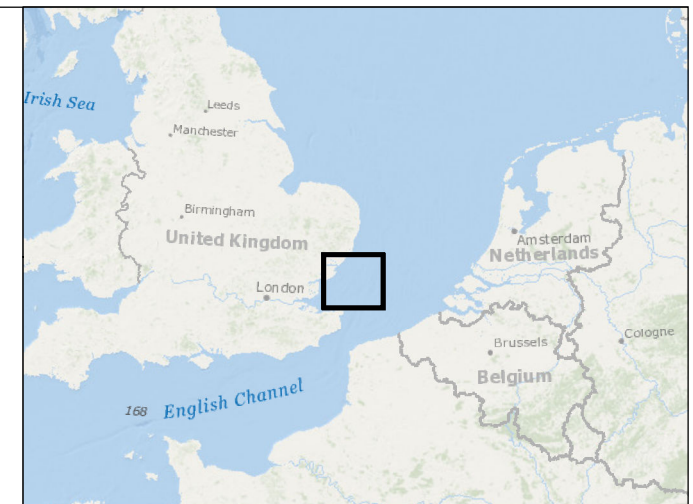 Irish Sea
Leeds
Manchester
Birmingham
United Kingdom
London
Amsterdam
Netherlands
Brussels
Cologne
Belgium
168
English Channel